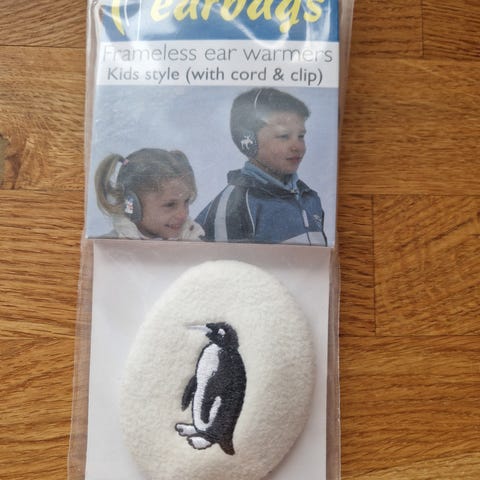 earbags
Frameless ear warmers
Kids style (with cord & clip)